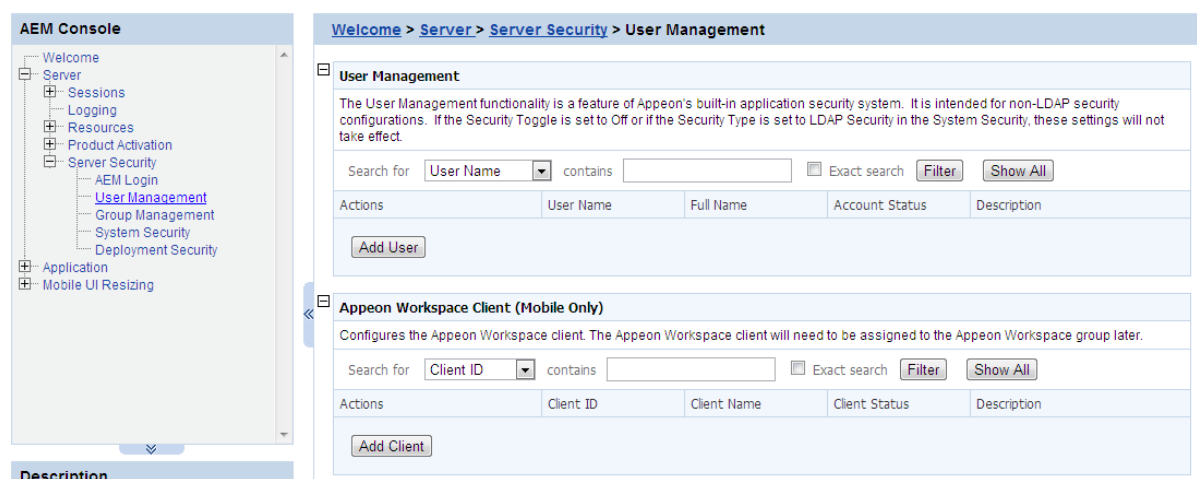 AEM Console
Welcome
Server
Sessions
Logging
Resources
Product Activation
Server Security
AEM Login
User Management
Group Management
System Security
Deployment Security
Application
Mobile UI Resizing
Description
Welcome > Server > Server Security > User Management
User Management
The User Management functionality is a feature of Appeon's built-in application security system. It is intended for non-LDAP security
configurations. If the Security Toggle is set to Off or if the Security Type is set to LDAP Security in the System Security, these settings will not
take effect.
Search for User Name contains Exact search Filter Show All
Actions User Name Full Name Account Status Description
Add User
Appeon Workspace Client (Mobile Only)
Configures the Appeon Workspace client. The Appeon Workspace client will need to be assigned to the Appeon Workspace group later.
Search for Client ID contains Exact search Filter Show All
Actions Client ID Client Name Client Status Description
Add Client